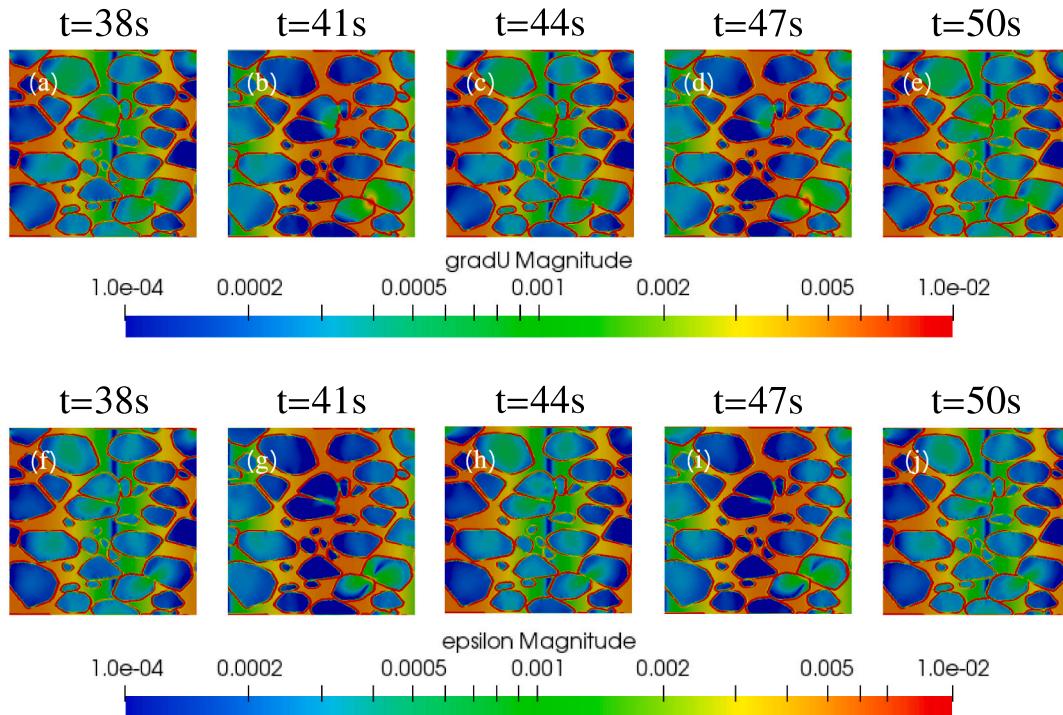 t=38s t=41s t=44s t=47s t=50s
(a) (b) (c) (d) (e)
gradU Magnitude
1.0e-04 0.0002 0.0005 0.001 0.002 0.005 1.0e-02
t=38s t=41s t=44s t=47s t=50s
(f) (g) (h) (i) (j)
epsilon Magnitude
1.0e-04 0.0002 0.0005 0.001 0.002 0.005 1.0e-02